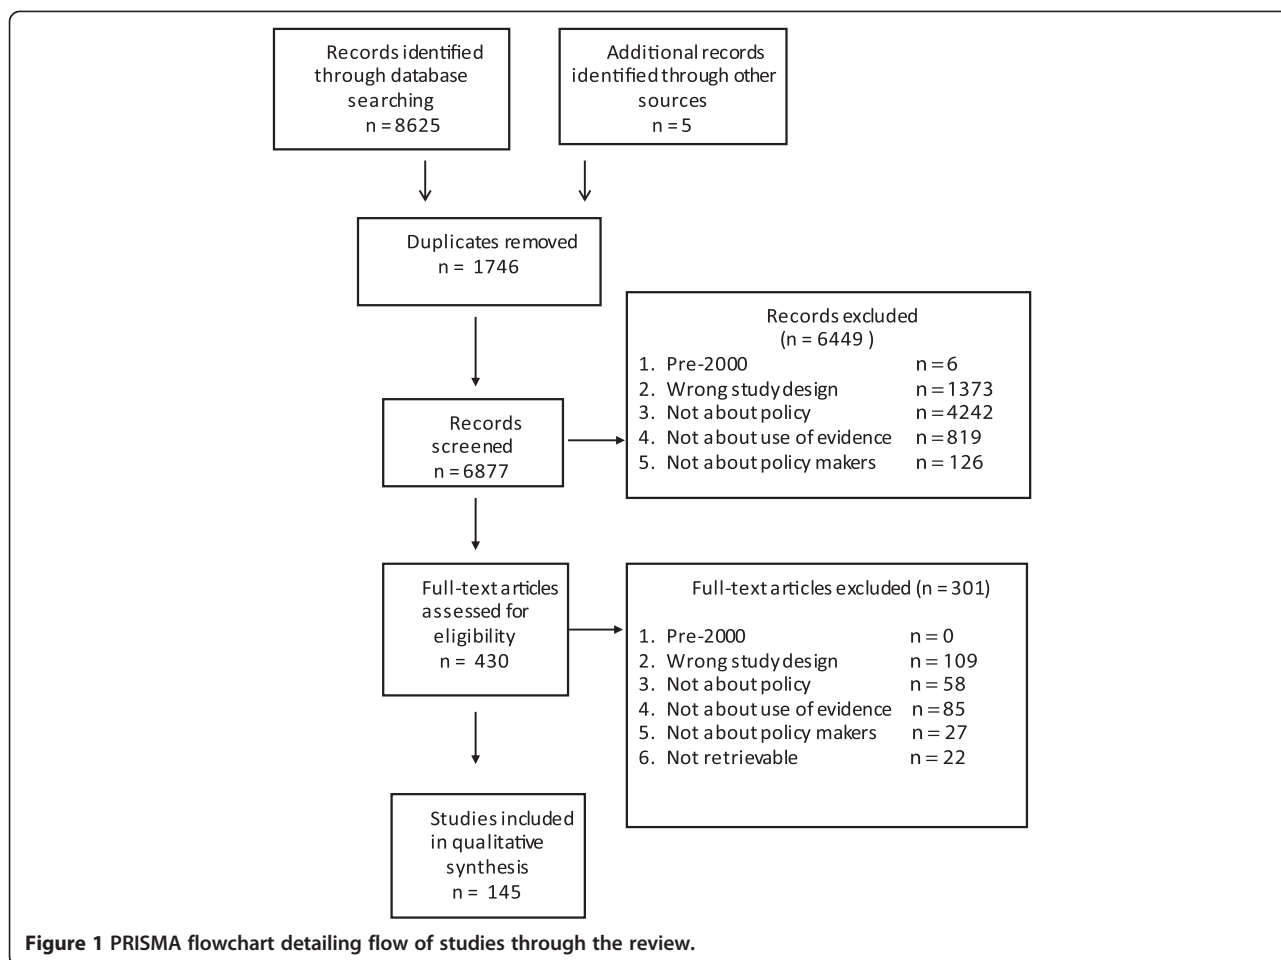 Records identified
through database
searching
n = 8625
Additional records
identified through other
sources
n = 5
Duplicates removed
n = 1746
Records excluded
(n = 6449 )
1. Pre-2000 n = 6
2. Wrong study design n = 1373
3. Not about policy n = 4242
4. Not about use of evidence n = 819
5. Not about policy makers n = 126
Records
screened
n = 6877
Full-text articles
assessed for
eligibility
n = 430
Full-text articles excluded (n = 301)
1. Pre-2000 n = 0
2. Wrong study design n = 109
3. Not about policy n = 58
4. Not about use of evidence n = 85
5. Not about policy makers n = 27
6. Not retrievable n = 22
Studies included
in qualitative
synthesis
n = 145
Figure 1 PRISMA flowchart detailing flow of studies through the review.